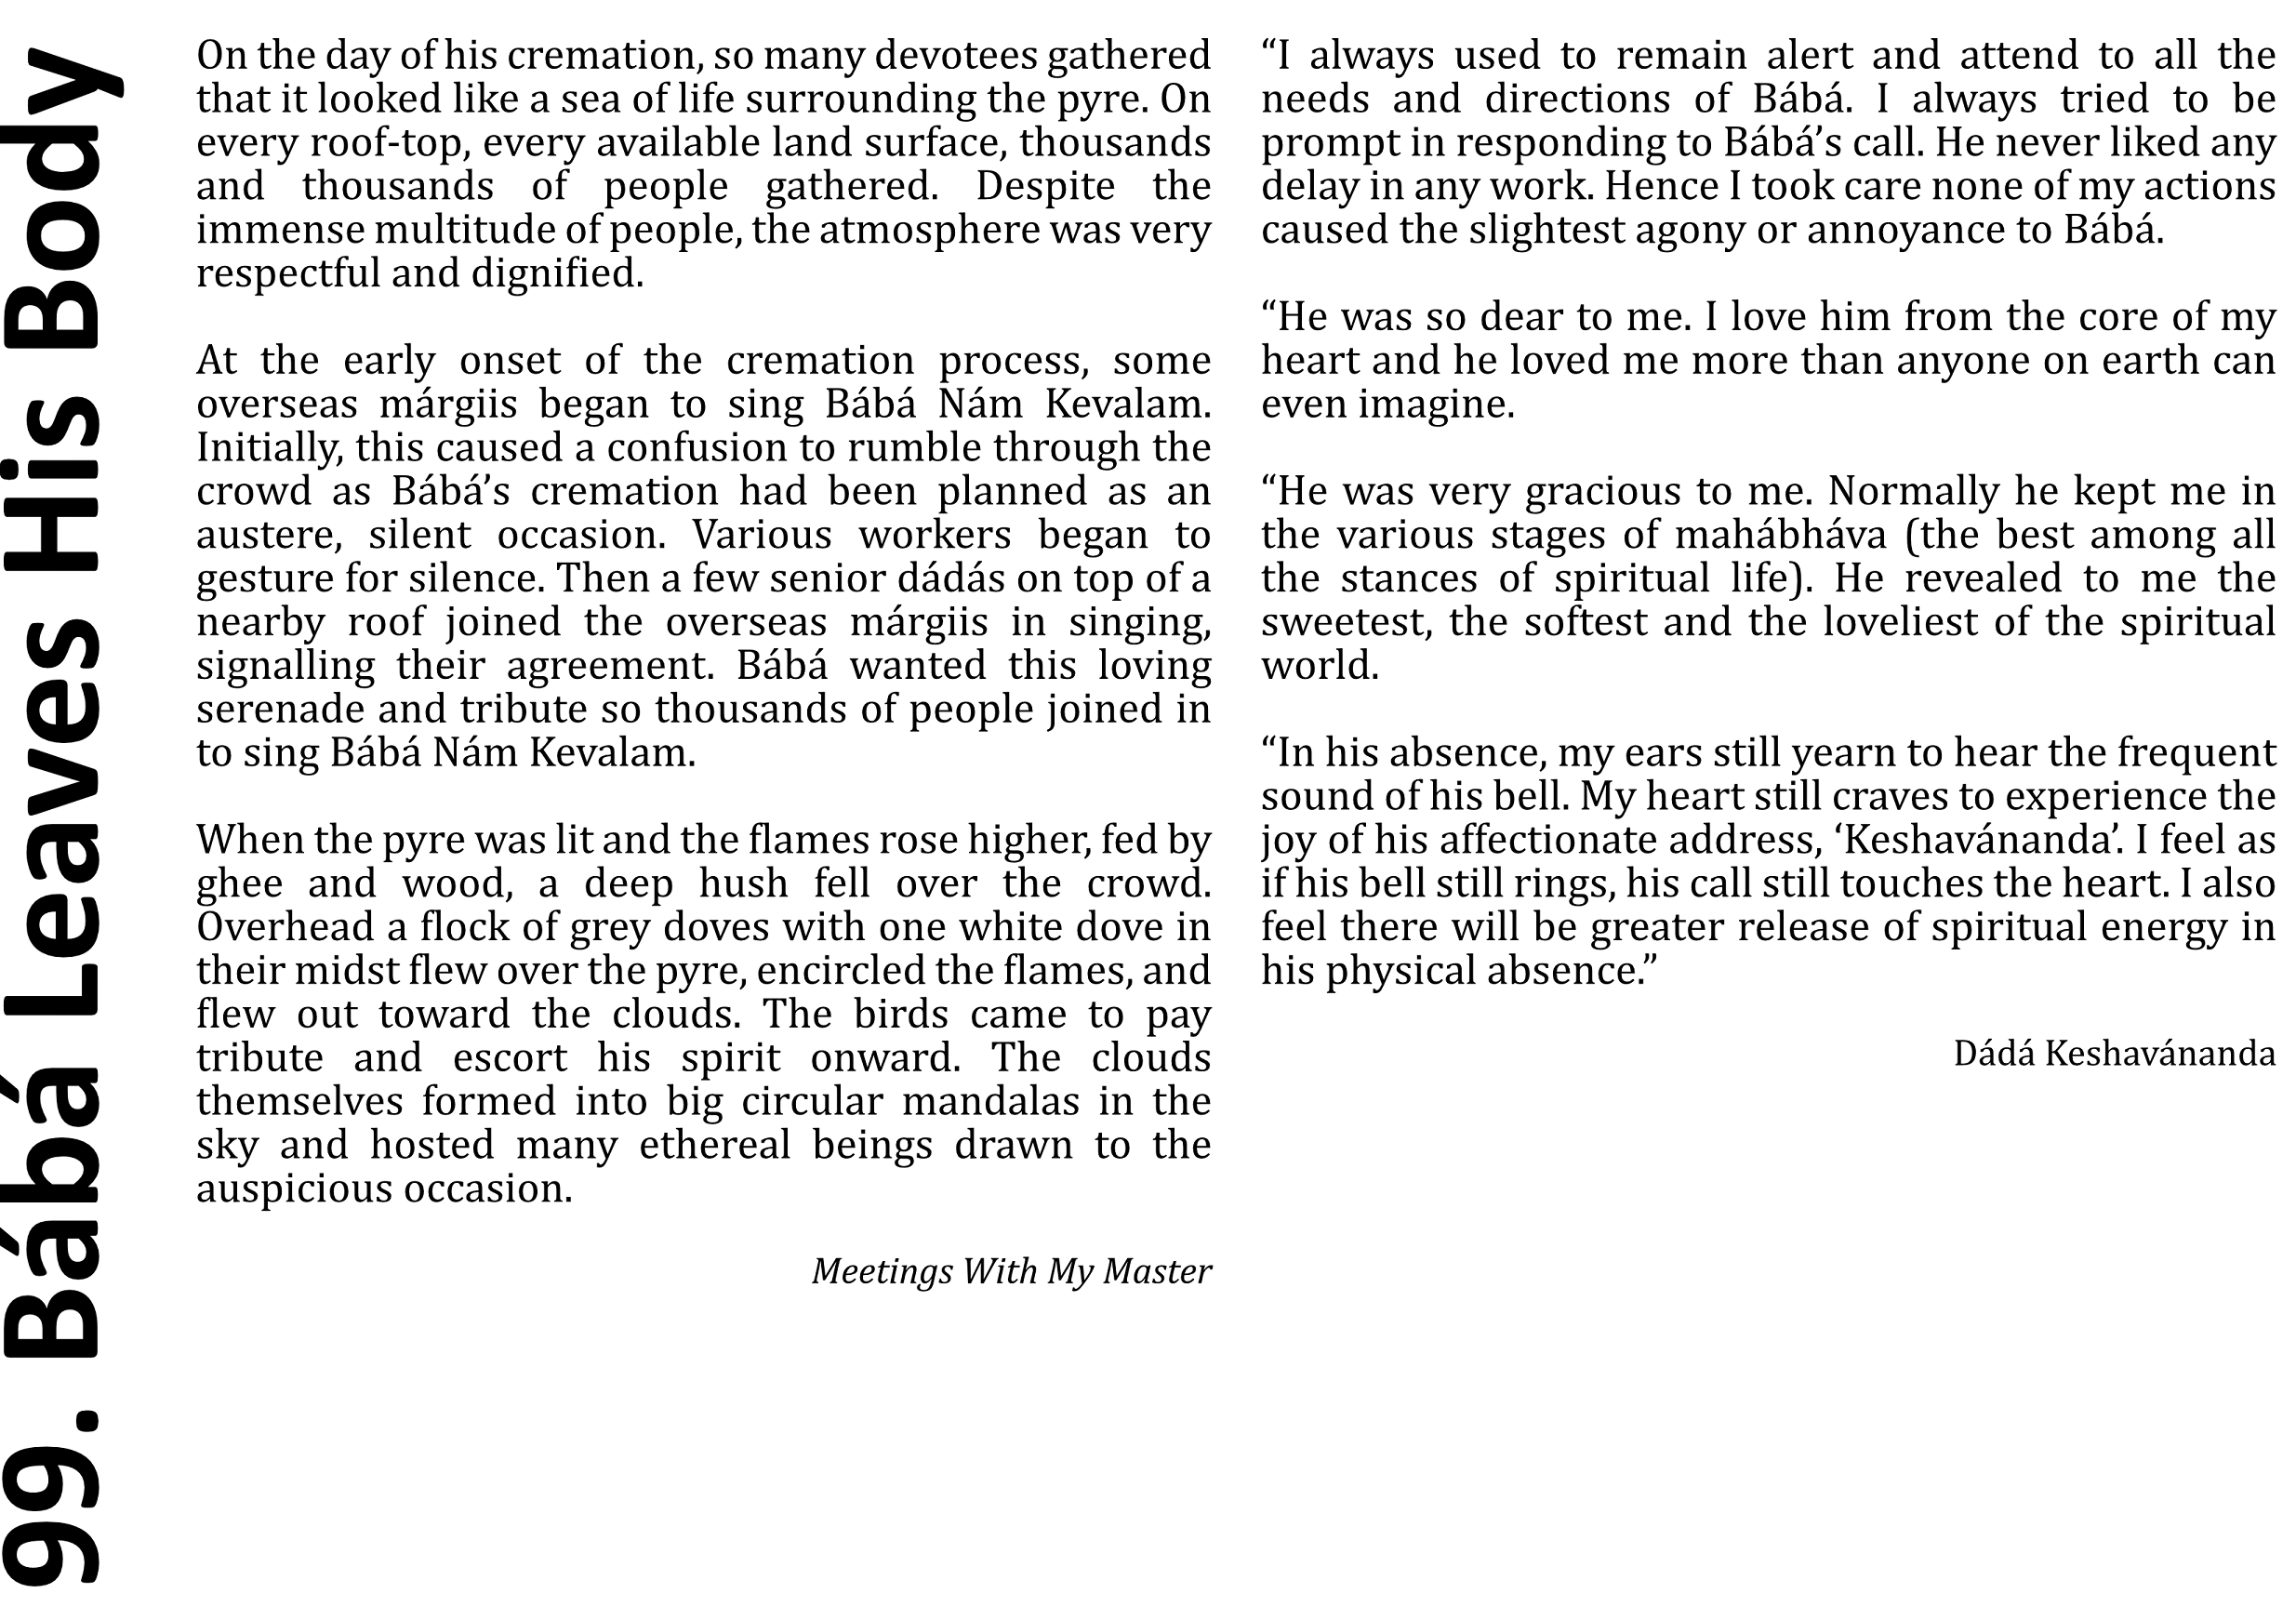 99. Bábá Leaves His Body
On the day of his cremation, so many devotees gathered
that it looked like a sea of life surrounding the pyre. On
every roof-top, every available land surface, thousands
and thousands of people gathered. Despite the
immense multitude of people, the atmosphere was very
respectful and dignified.
At the early onset of the cremation process, some
overseas márgiis began to sing Bábá Nám Kevalam.
Initially, this caused a confusion to rumble through the
crowd as Bábá’s cremation had been planned as an
austere, silent occasion. Various workers began to
gesture for silence. Then a few senior dádás on top of a
nearby roof joined the overseas márgiis in singing,
signalling their agreement. Bábá wanted this loving
serenade and tribute so thousands of people joined in
to sing Bábá Nám Kevalam.
When the pyre was lit and the flames rose higher, fed by
ghee and wood, a deep hush fell over the crowd.
Overhead a flock of grey doves with one white dove in
their midst flew over the pyre, encircled the flames, and
flew out toward the clouds. The birds came to pay
tribute and escort his spirit onward. The clouds
themselves formed into big circular mandalas in the
sky and hosted many ethereal beings drawn to the
auspicious occasion.
Meetings With My Master
“I always used to remain alert and attend to all the
needs and directions of Bábá. I always tried to be
prompt in responding to Bábá’s call. He never liked any
delay in any work. Hence I took care none of my actions
caused the slightest agony or annoyance to Bábá.
“He was so dear to me. I love him from the core of my
heart and he loved me more than anyone on earth can
even imagine.
“He was very gracious to me. Normally he kept me in
the various stages of mahábháva (the best among all
the stances of spiritual life). He revealed to me the
sweetest, the softest and the loveliest of the spiritual
world.
“In his absence, my ears still yearn to hear the frequent
sound of his bell. My heart still craves to experience the
joy of his affectionate address, ‘Keshavánanda’. I feel as
if his bell still rings, his call still touches the heart. I also
feel there will be greater release of spiritual energy in
his physical absence.”
Dádá Keshavánanda